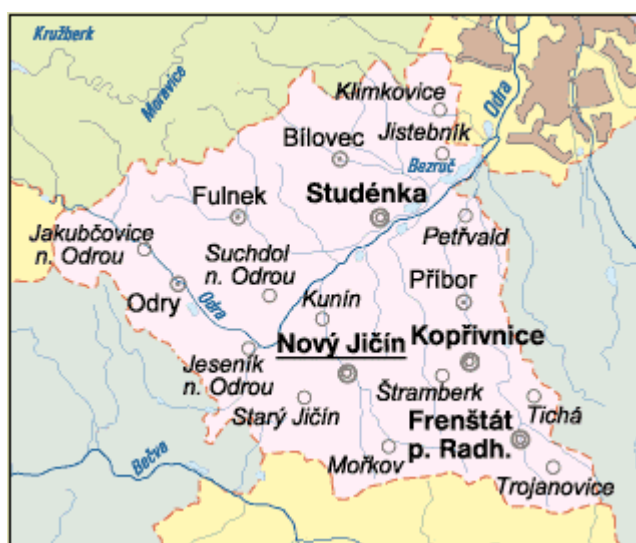 Kružberk
Moravice
Klimkovice
Odra
Jistebník
Bílovec
Bezruč
Fulnek
Studénka
Jakubčovice
n. Odrou
Suchdol
n. Odrou
Petřvald
Odry
Odra
Kunín
Příbor
Nový Jičín
Kopřivnice
Jeseník
n. Odrou
Štramberk
Starý Jičín
Tichá
Frenštát
p. Radh.
Bečva
Mořkov
Trojanovice